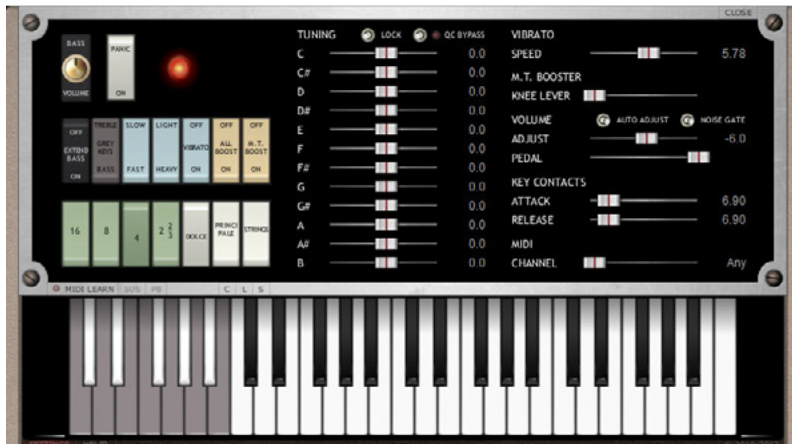 CLOSE
BASS
VOLUME
PANIC
ON
TUNING
LOCK
QC BYPASS
C 0.0
C# 0.0
D 0.0
D# 0.0
E 0.0
F 0.0
F# 0.0
G 0.0
G# 0.0
A 0.0
A# 0.0
B 0.0
VIBRATO
SPEED 5.78
M.T. BOOSTER
KNEE LEVER
VOLUME
AUTO ADJUST
NOISE GATE
ADJUST -6.0
PEDAL
KEY CONTACTS
ATTACK 6.90
RELEASE 6.90
MIDI
CHANNEL Any
OFF
EXTEND
BASS
ON
TREBLE
GREY
KEYS
BASS
SLOW
FAST
LIGHT
HEAVY
OFF
VIBRATO
ON
OFF
ALL
BOOST
ON
OFF
M.T.
BOOST
ON
16
8
4
2 2/3
DOLCE
PRINCI
PALE
STRINGS
MIDI LEARN SUS PB C L S